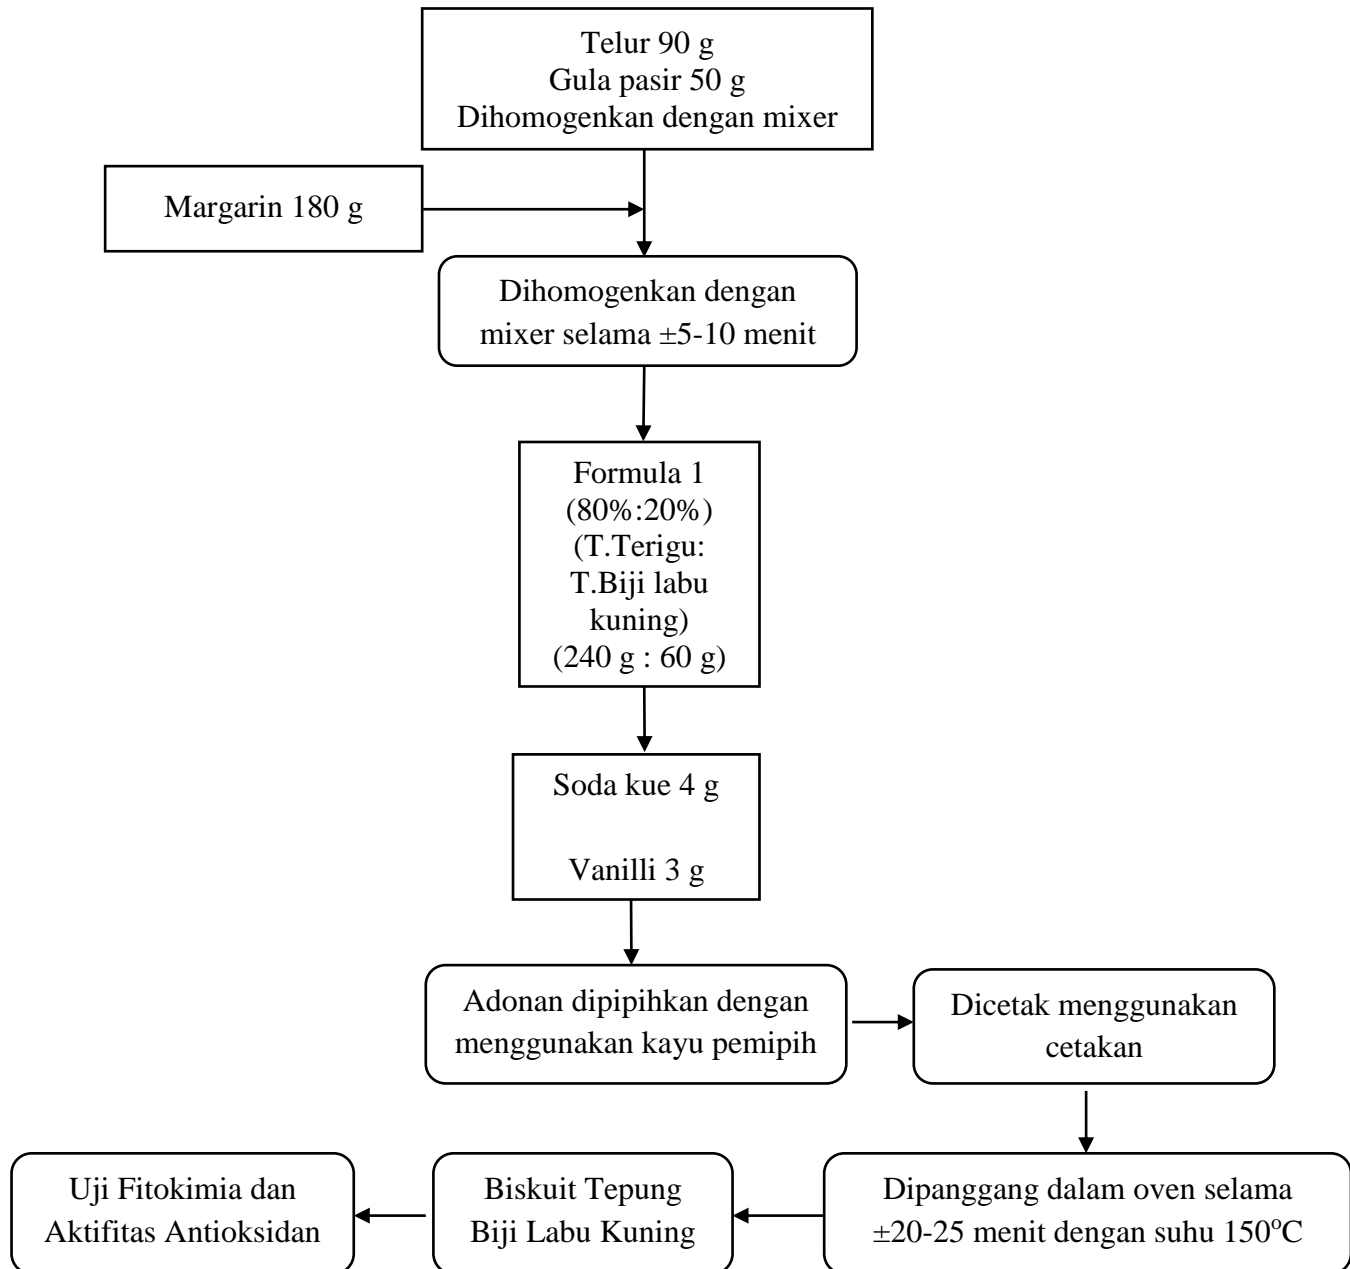 Telur 90 g
Gula pasir 50 g
Dihomogenkan dengan mixer
Margarin 180 g
Dihomogenkan dengan
mixer selama ±5-10 menit
Formula 1
(80%:20%)
(T.Terigu:
T.Biji labu
kuning)
(240 g : 60 g)
Soda kue 4 g
Vanilli 3 g
Adonan dipipihkan dengan
menggunakan kayu pemipih
Dicetak menggunakan
cetakan
Dipanggang dalam oven selama
±20-25 menit dengan suhu 150°C
Biskuit Tepung
Biji Labu Kuning
Uji Fitokimia dan
Aktifitas Antioksidan